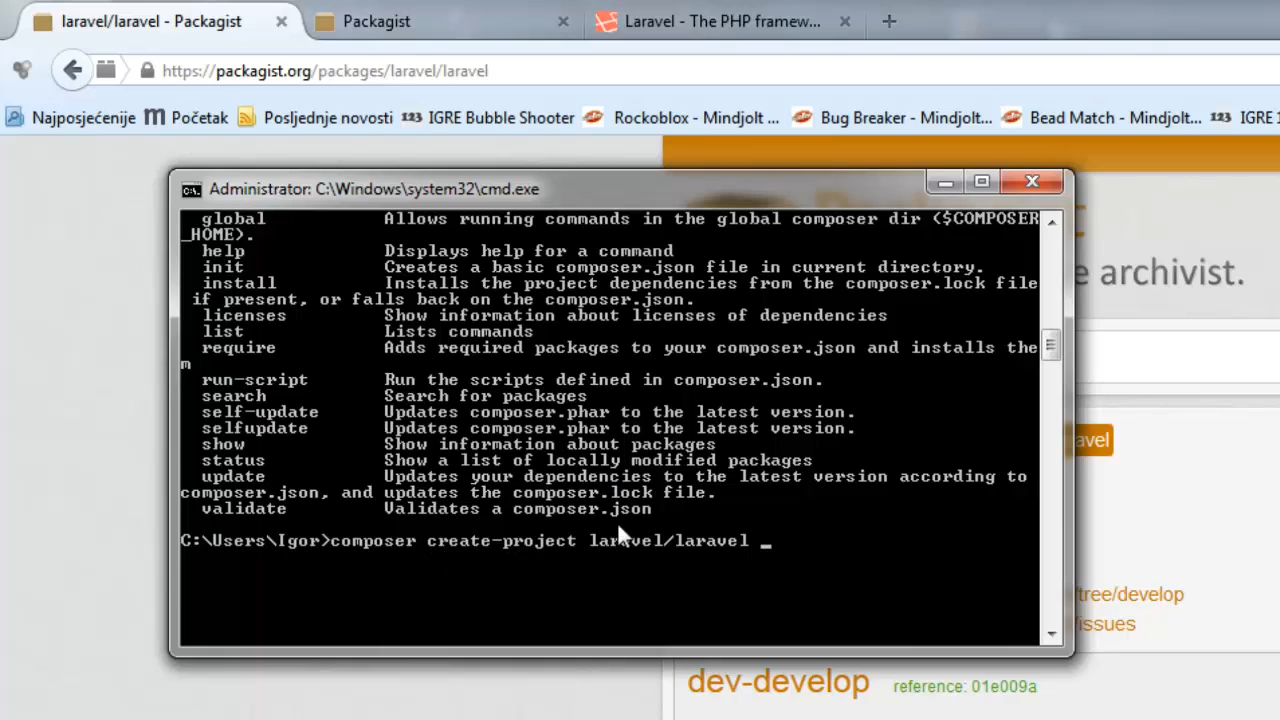 laravel/laravel - Packagist
Packagist
Laravel - The PHP framew...
https://packagist.org/packages/laravel/laravel
Najposjećenije
Početak
Posljednje novosti
123 IGRE Bubble Shooter
Rockoblox - Mindjolt ...
Bug Breaker - Mindjolt...
Bead Match - Mindjolt...
123 IGRE 1
Administrator: C:\Windows\system32\cmd.exe
global Allows running commands in the global composer dir ($COMPOSER
_HOME).
help Displays help for a command
init Creates a basic composer.json file in current directory.
install Installs the project dependencies from the composer.lock file
if present, or falls back on the composer.json.
licenses Show information about licenses of dependencies
list Lists commands
require Adds required packages to your composer.json and installs the
m
run-script Run the scripts defined in composer.json.
search Search for packages
self-update Updates composer.phar to the latest version.
selfupdate Updates composer.phar to the latest version.
show Show information about packages
status Show a list of locally modified packages
update Updates your dependencies to the latest version according to
composer.json, and updates the composer.lock file.
validate Validates a composer.json
C:\Users\Igor>composer create-project laravel/laravel _
e archivist.
avel
/tree/develop
/issues
dev-develop reference: 01e009a